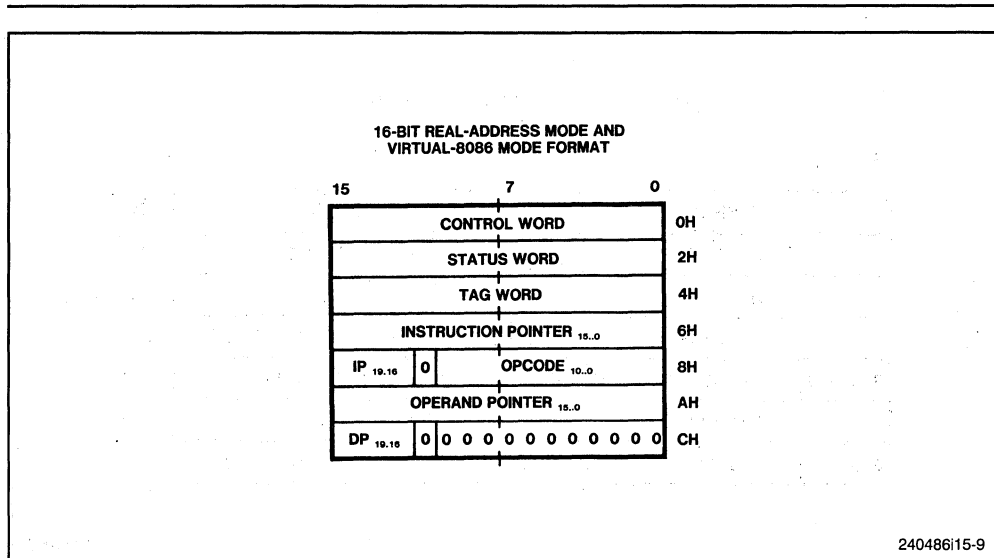 16-BIT REAL-ADDRESS MODE AND
VIRTUAL-8086 MODE FORMAT
15 7 0
CONTROL WORD 0H
STATUS WORD 2H
TAG WORD 4H
INSTRUCTION POINTER 15..0 6H
IP 19.16 0 OPCODE 10..0 8H
OPERAND POINTER 15..0 AH
DP 19.16 0 0 0 0 0 0 0 0 0 0 0 0 CH
240486i15-9